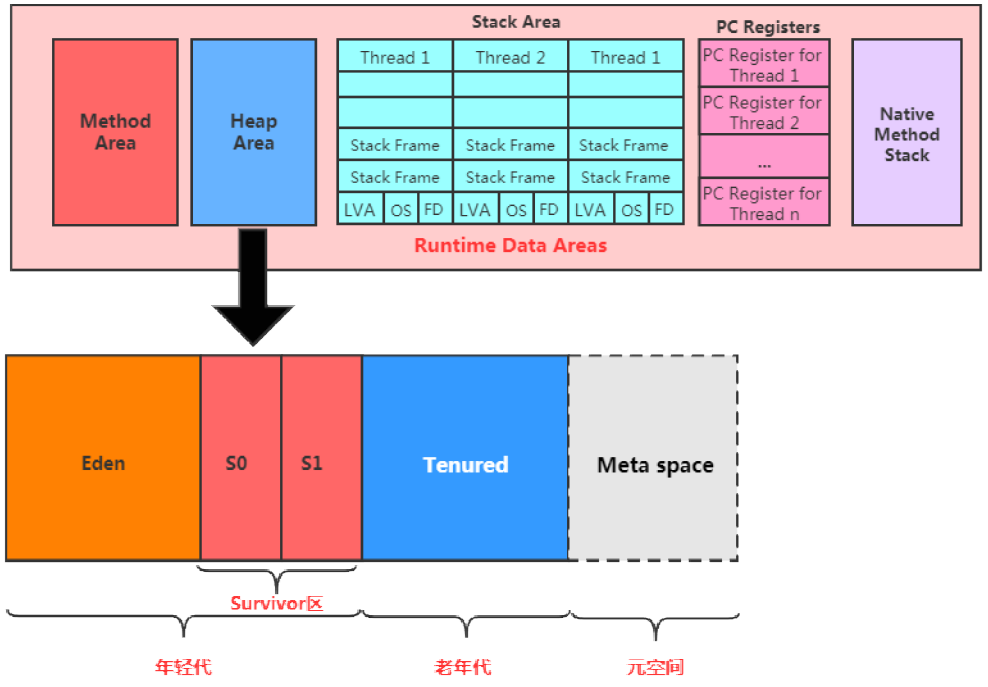 Stack Area
PC Registers
Method
Area
Heap
Area
Thread 1
Thread 2
Thread 1
Stack Frame
Stack Frame
Stack Frame
Stack Frame
Stack Frame
Stack Frame
LVA
OS
FD
LVA
OS
FD
LVA
OS
FD
PC Register for
Thread 1
PC Register for
Thread 2
...
PC Register for
Thread n
Native
Method
Stack
Runtime Data Areas
Eden
S0
S1
Tenured
Meta space
Survivor区
年轻代
老年代
元空间